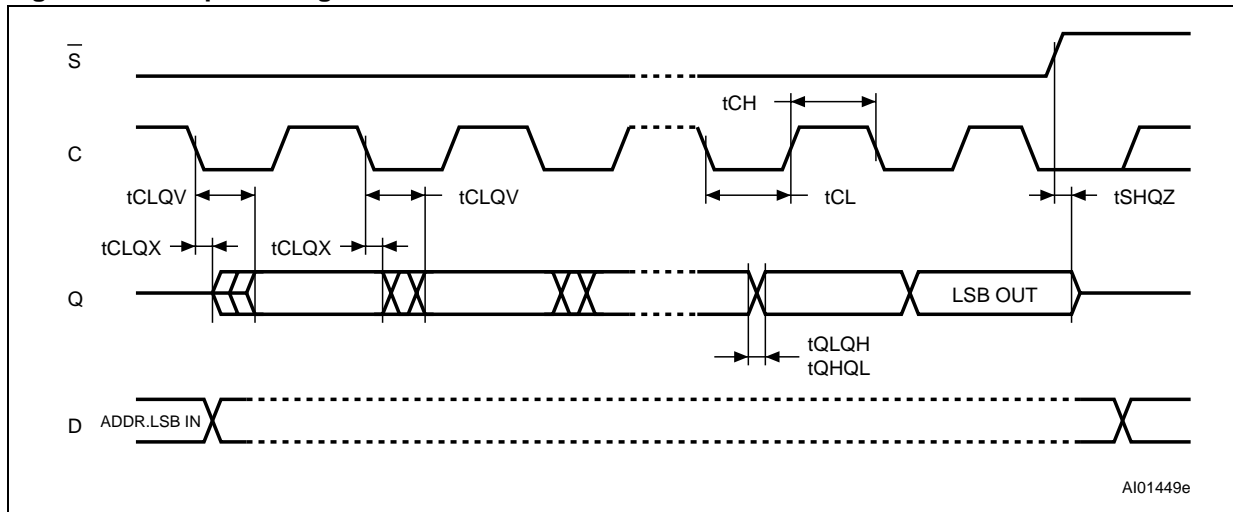 S
tCH
C
tCLQV
tCLQV
tCL
tSHQZ
tCLQX
tCLQX
Q
LSB OUT
tQLQH
tQHQL
D
ADDR.LSB IN
AI01449e